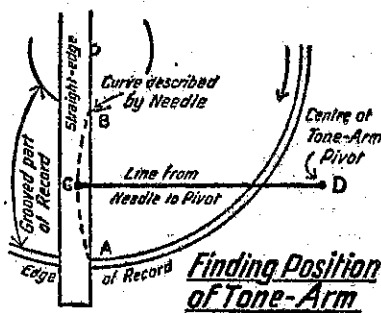 Straight-edge
Curve described
by Needle
B
Centre of
Tone-Arm
Pivot
Grooved part
of Record
C
Line from
Needle to Pivot
D
A
Edge
of Record
Finding Position
of Tone-Arm